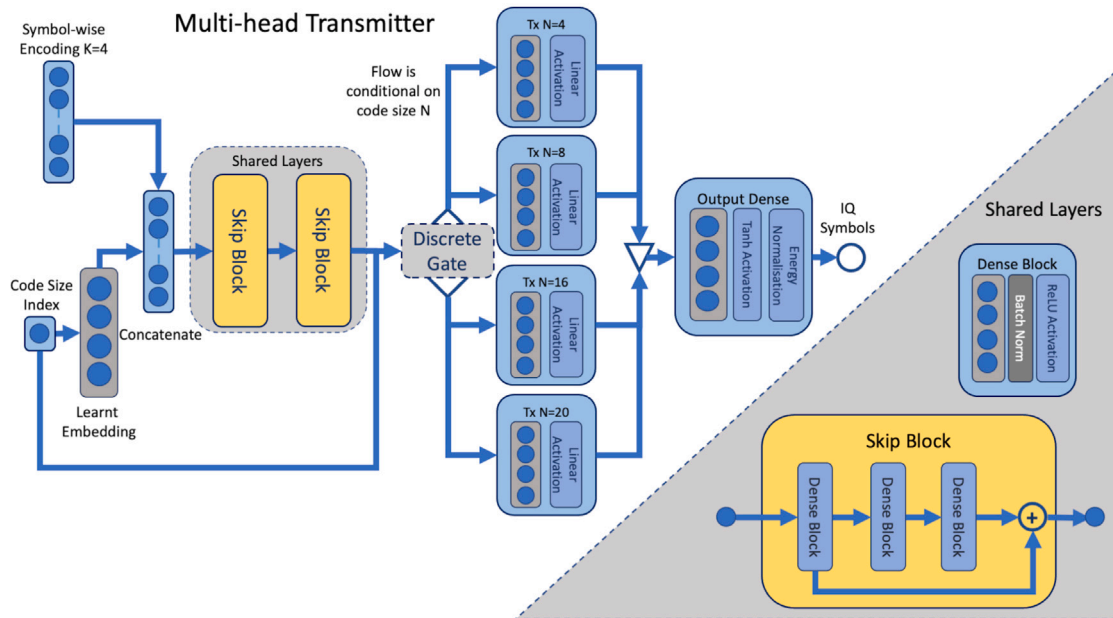 Multi-head Transmitter
Symbol-wise
Encoding K=4
Code Size
Index
Learnt
Embedding
Concatenate
Shared Layers
Skip Block
Skip Block
Flow is
conditional on
code size N
Discrete
Gate
Tx N=4
Linear
Activation
Tx N=8
Linear
Activation
Tx N=16
Linear
Activation
Tx N=20
Linear
Activation
Output Dense
Tanh Activation
Energy
Normalisation
IQ
Symbols
Shared Layers
Dense Block
Batch Norm
ReLU Activation
Skip Block
Dense Block
Dense Block
Dense Block
+